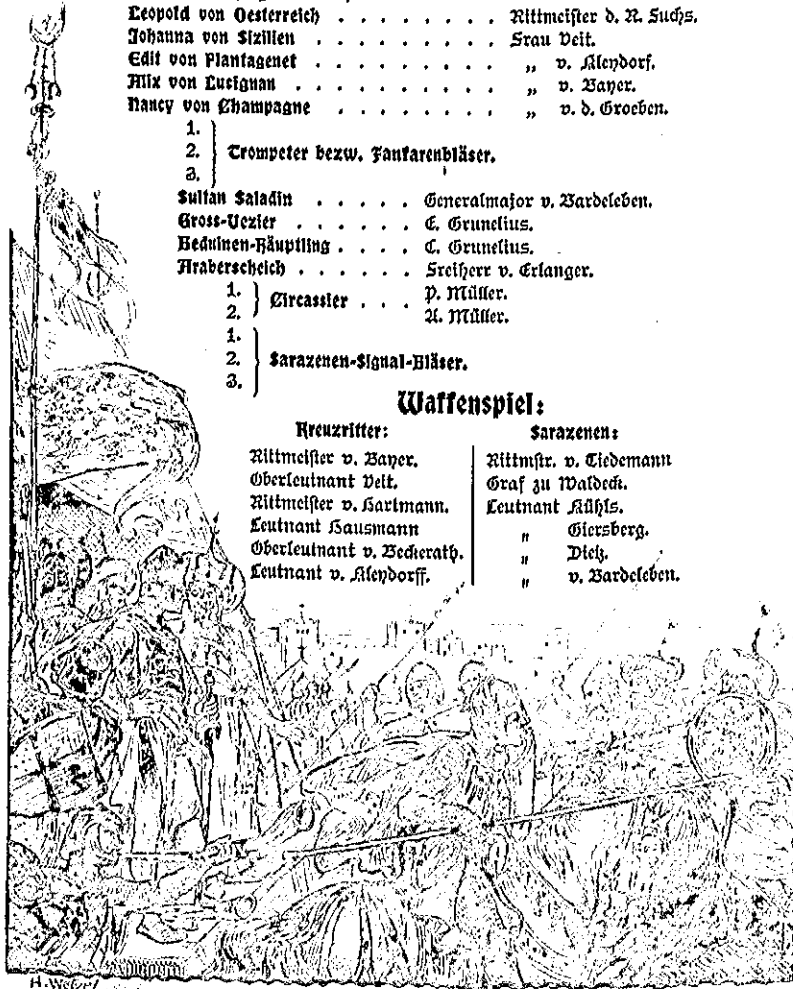 Leopold von Oesterreich . . . . . . . . Rittmeister d. R. Fuchs.
Johanna von Sizilien . . . . . . . . . Frau Veit.
Edit von Plantagenet . . . . . . . . . „ v. Kleydorf.
Alix von Lusignan . . . . . . . . . „ v. Bayer.
Nancy von Champagne . . . . . . . . „ v. d. Groeben.
1.
2. Trompeter bezw. Fanfarenbläser.
3.
Sultan Saladin . . . . . Generalmajor v. Bardeleben.
Gross-Vezier . . . . . . E. Grunelius.
Beduinen-Häuptling . . . . C. Grunelius.
Araberscheich . . . . . . Freiherr v. Erlanger.
1. } Circassier . . . P. Müller.
2. A. Müller.
1.
2. Sarazenen-Signal-Bläser.
3.
Waffenspiel:
Kreuzritter:
Rittmeister v. Bayer.
Oberleutnant Veit.
Rittmeister v. Hartmann.
Leutnant Hausmann
Oberleutnant v. Beckerath.
Leutnant v. Kleydorff.
Sarazenen:
Rittmstr. v. Tiedemann
Graf zu Waldeck.
Leutnant Kühls.
„ Giersberg.
„ Dietz.
„ v. Bardeleben.
H. Wetzel